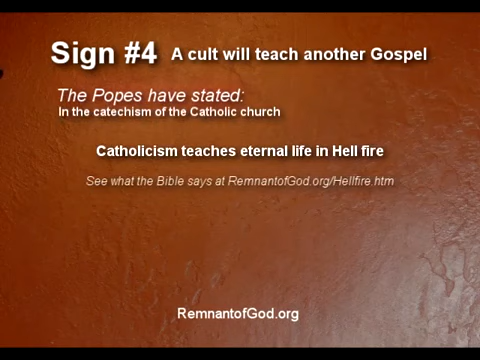 Sign #4 A cult will teach another Gospel
The Popes have stated:
In the catechism of the Catholic church
Catholicism teaches eternal life in Hell fire
See what the Bible says at RemnantofGod.org/Hellfire.htm
RemnantofGod.org